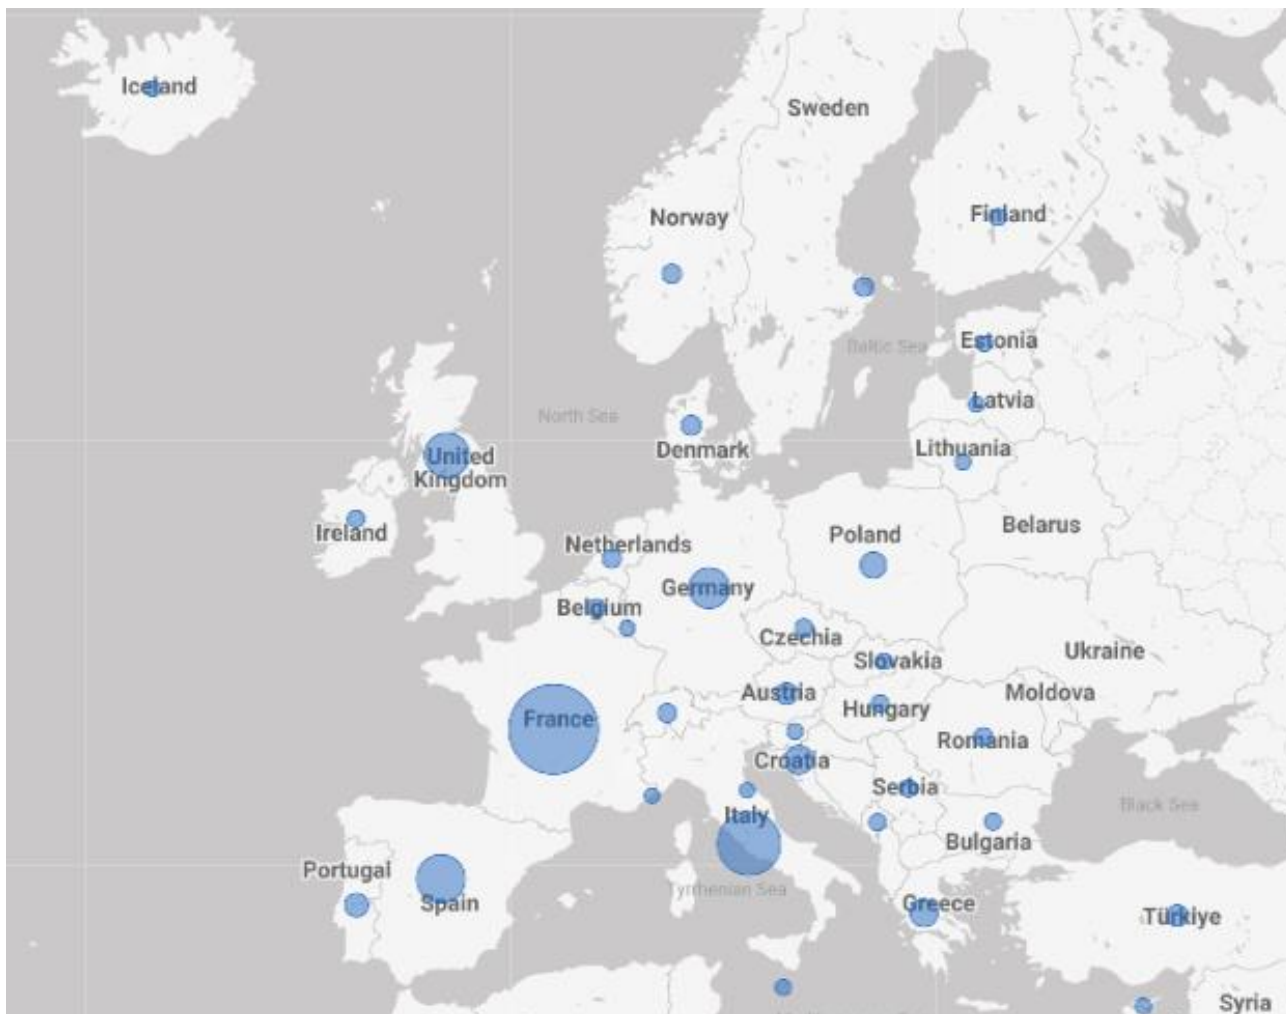 Iceland
Sweden
Finland
Norway
Estonia
Baltic Sea
Latvia
North Sea
Denmark
Lithuania
United
Kingdom
Belarus
Ireland
Netherlands
Poland
Germany
Belgium
Czechia
Ukraine
Slovakia
Austria
Moldova
Hungary
France
Romania
Croatia
Serbia
Black Sea
Italy
Bulgaria
Portugal
Tyrrhenian Sea
Spain
Greece
Türkiye
Syria